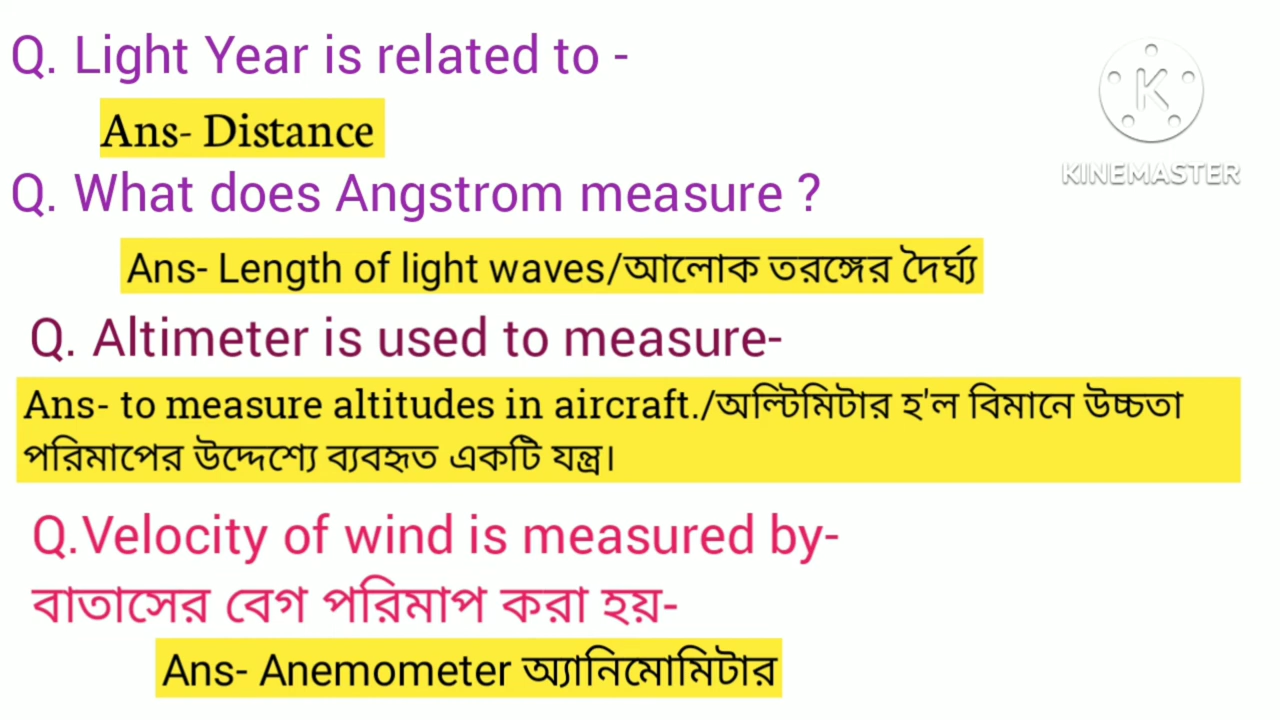 Q. Light Year is related to -
Ans- Distance
K
KINEMASTER
Q. What does Angstrom measure ?
Ans- Length of light waves/আলোক তরঙ্গের দৈর্ঘ্য
Q. Altimeter is used to measure-
Ans- to measure altitudes in aircraft./অল্টিমিটার হ'ল বিমানে উচ্চতা
পরিমাপের উদ্দেশ্যে ব্যবহৃত একটি যন্ত্র।
Q.Velocity of wind is measured by-
বাতাসের বেগ পরিমাপ করা হয়-
Ans- Anemometer অ্যানিমোমিটার